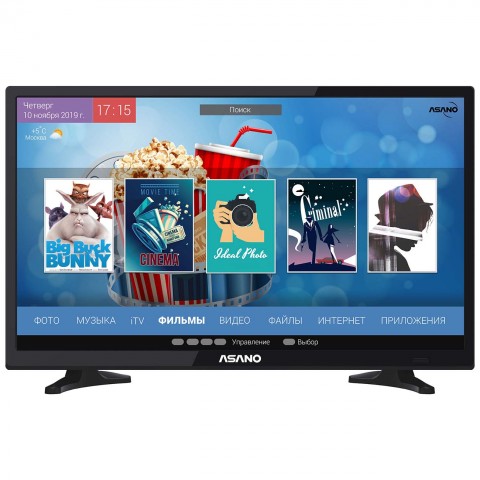 Четверг
10 ноября 2019 г.
17:15
Поиск
ASANO
+5°C
Москва
Big Buck
BUNNY
MOVIE TIME
CINEMA
Ideal Photo
Criminal
ФОТО МУЗЫКА iTV ФИЛЬМЫ ВИДЕО ФАЙЛЫ ИНТЕРНЕТ ПРИЛОЖЕНИЯ
Управление Выбор
ASANO